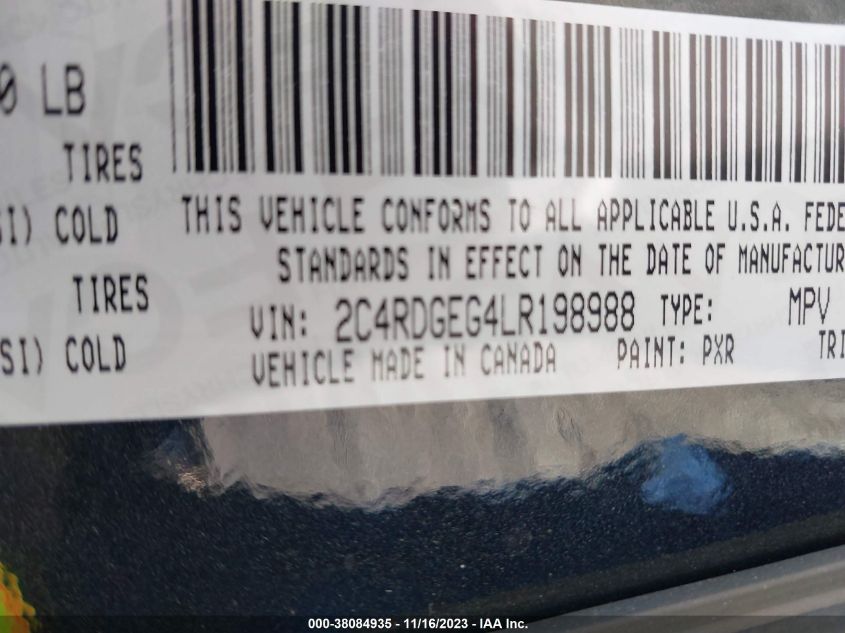 0 LB
TIRES
SI) COLD
TIRES
SI) COLD
THIS VEHICLE CONFORMS TO ALL APPLICABLE U.S.A. FEDE
STANDARDS IN EFFECT ON THE DATE OF MANUFACTUR
VIN: 2C4RDGEG4LR198988 TYPE: MPV
VEHICLE MADE IN CANADA PAINT: PXR TRI
000-38084935 - 11/16/2023 - IAA Inc.